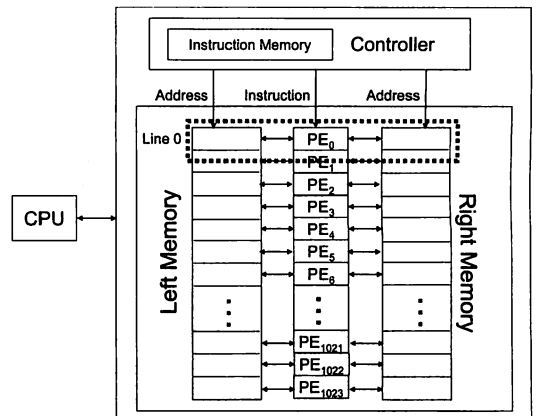 Instruction Memory
Controller
Address
Instruction
Address
Line 0
PE0
PE1
PE2
PE3
PE4
PE5
PE6
PE1021
PE1022
PE1023
CPU
Left Memory
Right Memory